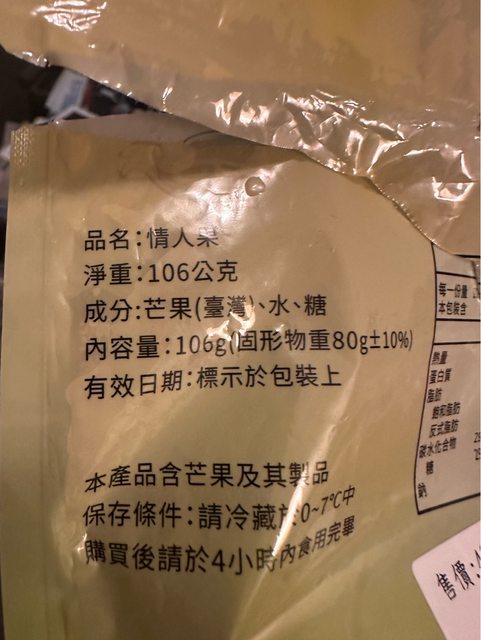 品名:情人果
淨重:106公克
成分:芒果(臺灣)、水、糖
內容量:106g(固形物重80g±10%)
有效日期:標示於包裝上
本產品含芒果及其製品
保存條件:請冷藏於0~7℃中
購買後請於4小時內食用完畢
每一份量
本包裝含
熱量
蛋白質
脂肪
飽和脂肪
反式脂肪
碳水化合物
糖
鈉
售價: